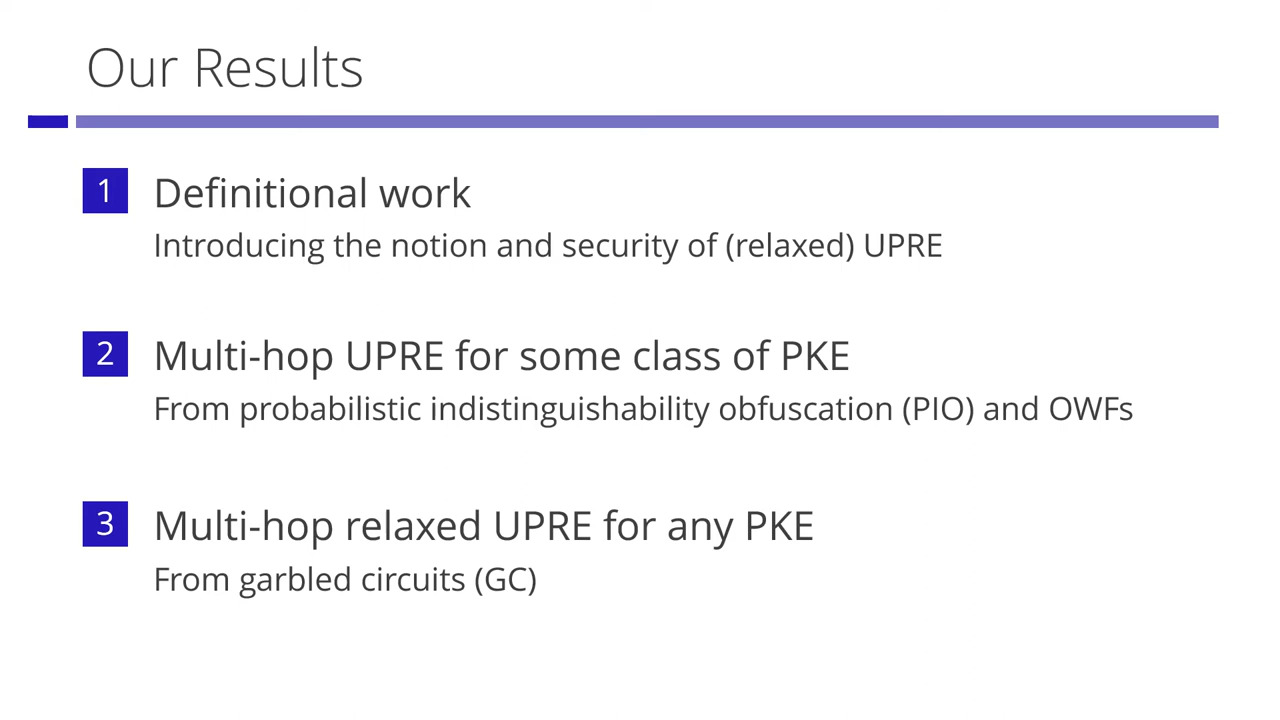 Our Results
1 Definitional work
Introducing the notion and security of (relaxed) UPRE
2 Multi-hop UPRE for some class of PKE
From probabilistic indistinguishability obfuscation (PIO) and OWFs
3 Multi-hop relaxed UPRE for any PKE
From garbled circuits (GC)